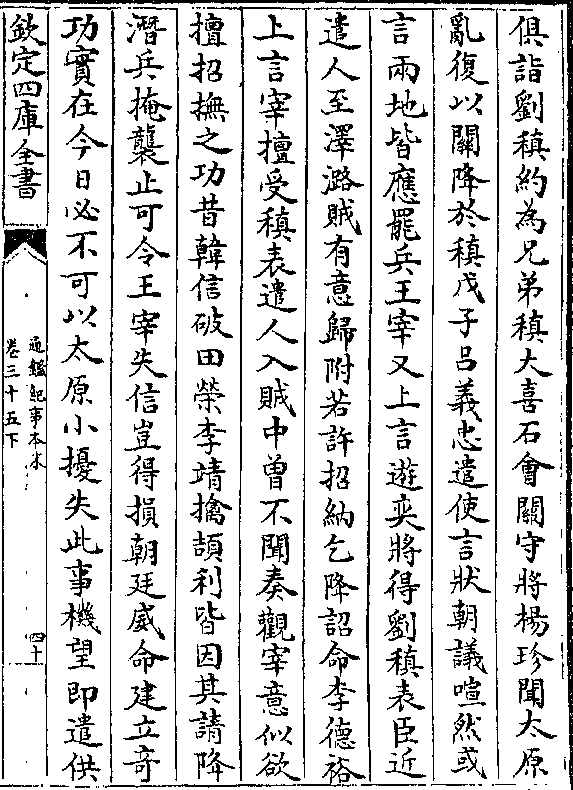 俱詣劉稹約為兄弟稹大喜石會關守將楊珍聞太原
亂復以關降於稹戊子吕義忠遣使言狀朝議喧然或
言兩地皆應罷兵王宰又上言遊奕將得劉稹表臣近
遣人至澤潞賊有意歸附若許招納乞降詔命李德裕
上言宰擅受稹表遣人入賊中曽不聞奏觀宰意似欲
擅招撫之功昔韓信破田榮李靖擒頡利皆因其請降
潛兵掩襲止可令王宰失信豈得損朝廷威命建立奇
功實在今日必不可以太原小擾失此事機望即遣供
欽定四庫全書
通鑑紀事本末
卷三十五下
四十